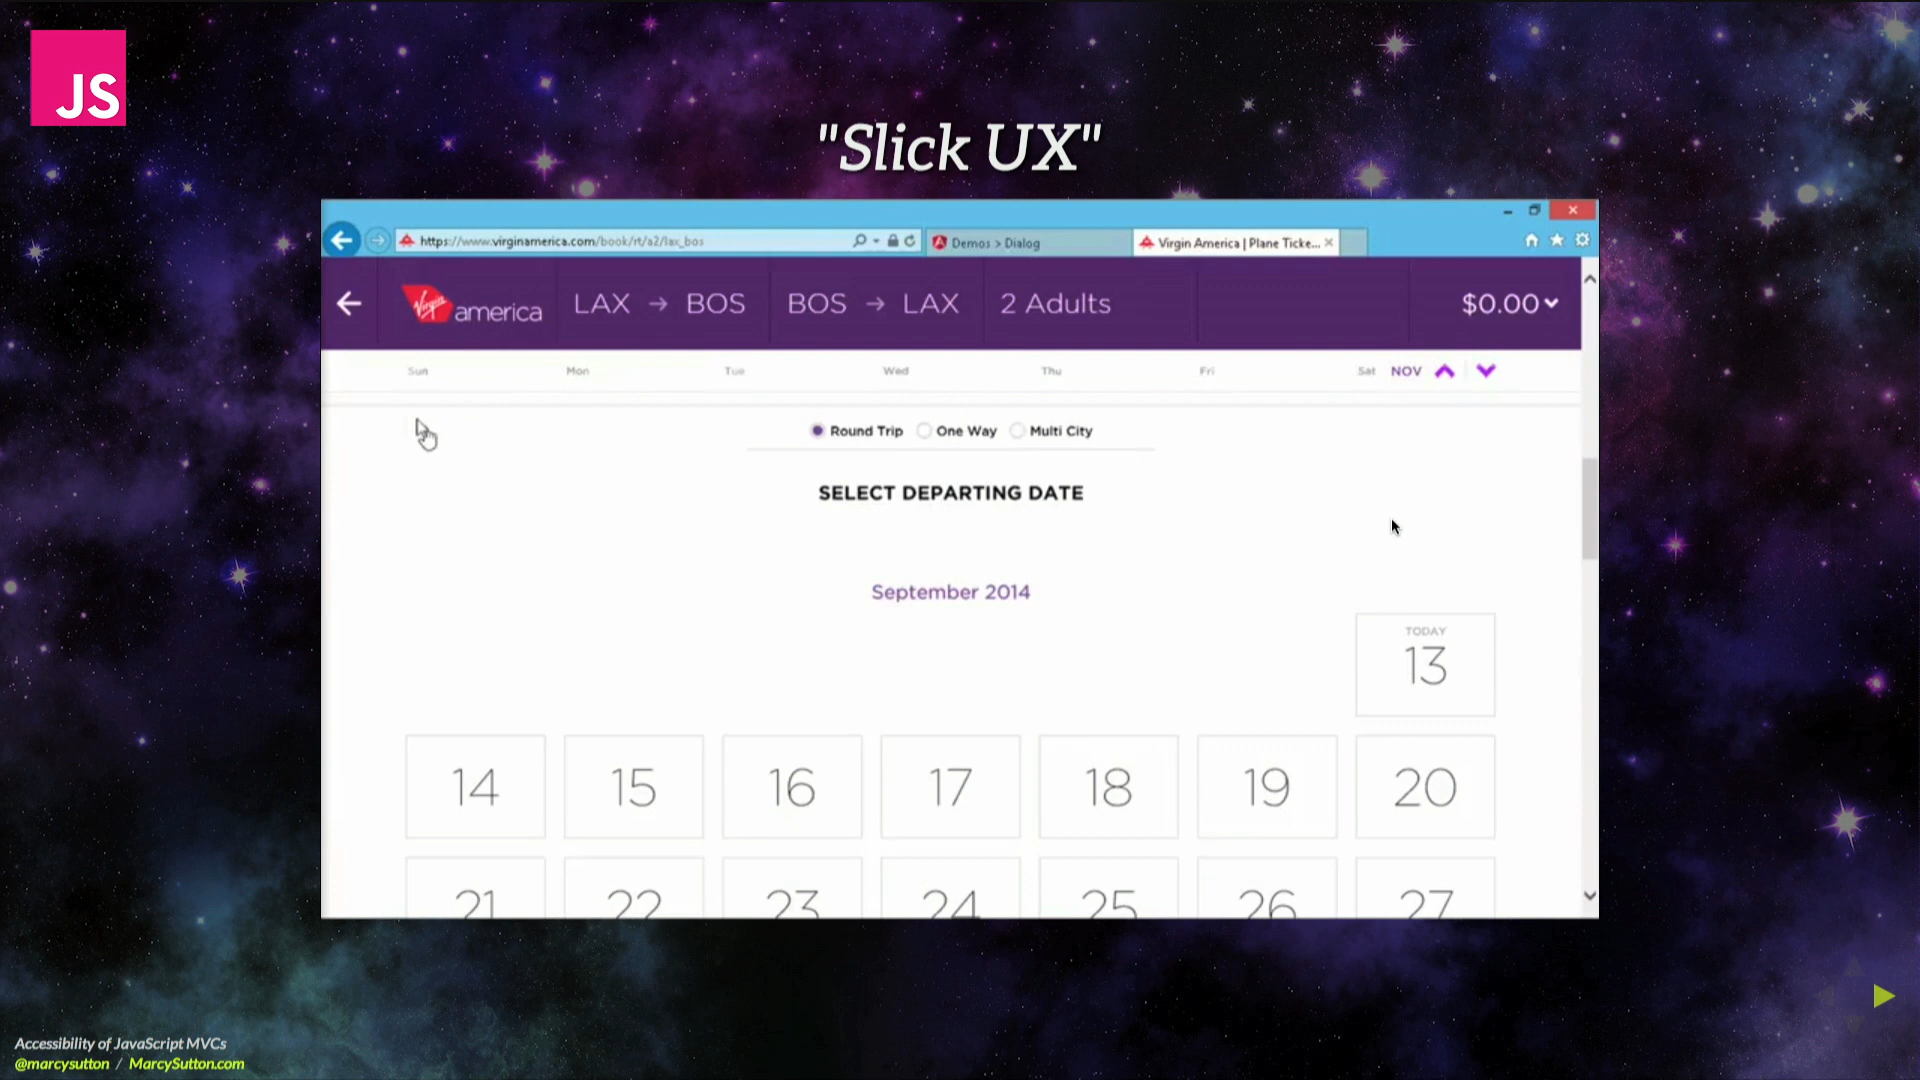 JS
"Slick UX"
https://www.virginamerica.com/book/rt/a2/lax_bos
Demos > Dialog
Virgin America | Plane Ticke...
Virgin america
LAX → BOS
BOS → LAX
2 Adults
$0.00
Sun Mon Tue Wed Thu Fri Sat NOV
Round Trip One Way Multi City
SELECT DEPARTING DATE
September 2014
TODAY
13
14 15 16 17 18 19 20
21 22 23 24 25 26 27
Accessibility of JavaScript MVCs
@marcysutton / MarcySutton.com